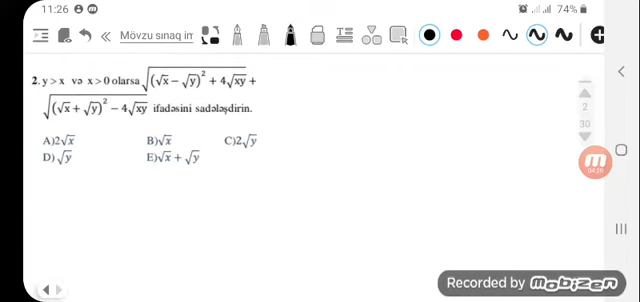 11:26
74%
Mövzu sınaq im
2. y > x və x > 0 olarsa √((√x − √y)² + 4√xy) +
√((√x + √y)² − 4√xy) ifadəsini sadələşdirin.
A)2√x B)√x C)2√y
D)√y E)√x + √y
2
30
04:26
Recorded by mobizen